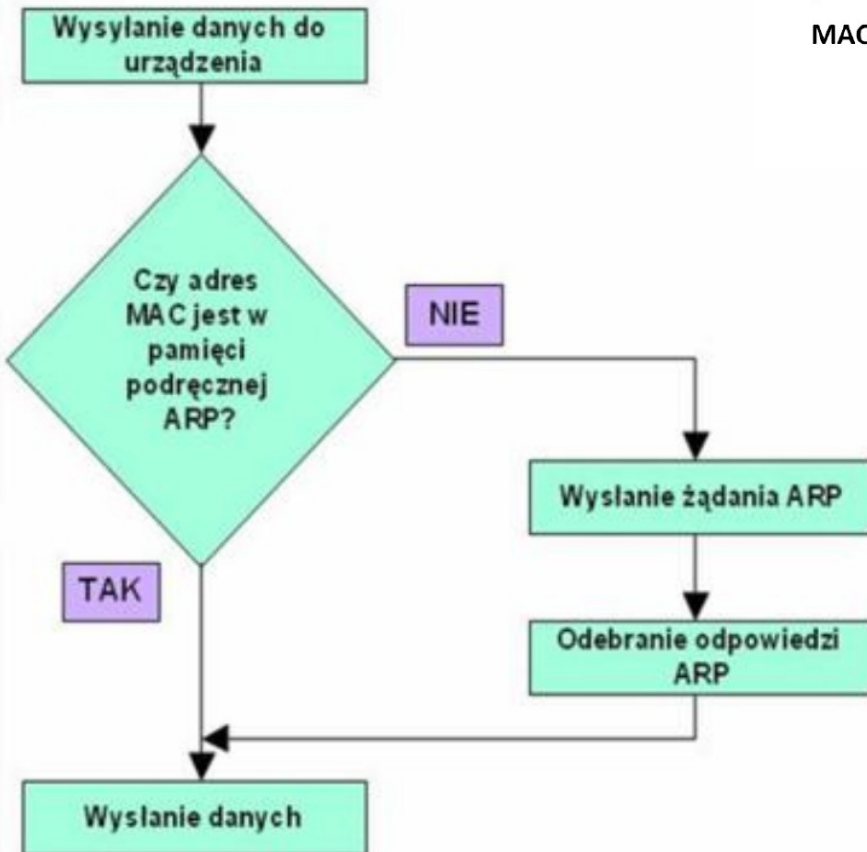 Wysyłanie danych do
urządzenia
MAC
Czy adres
MAC jest w
pamięci
podręcznej
ARP?
NIE
Wysłanie żądania ARP
TAK
Odebranie odpowiedzi
ARP
Wysłanie danych